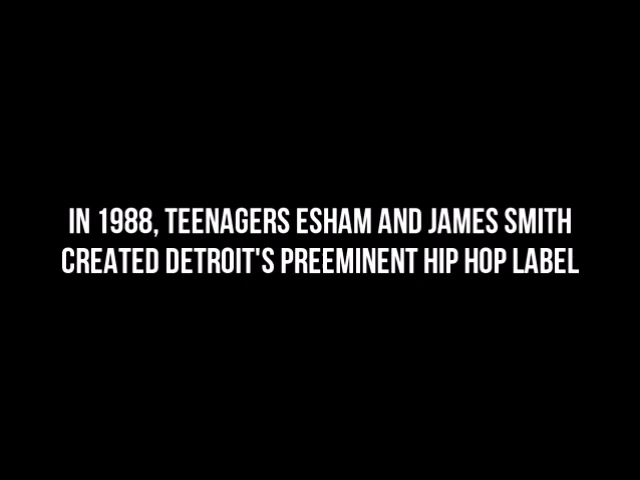 IN 1988, TEENAGERS ESHAM AND JAMES SMITH
CREATED DETROIT'S PREEMINENT HIP HOP LABEL